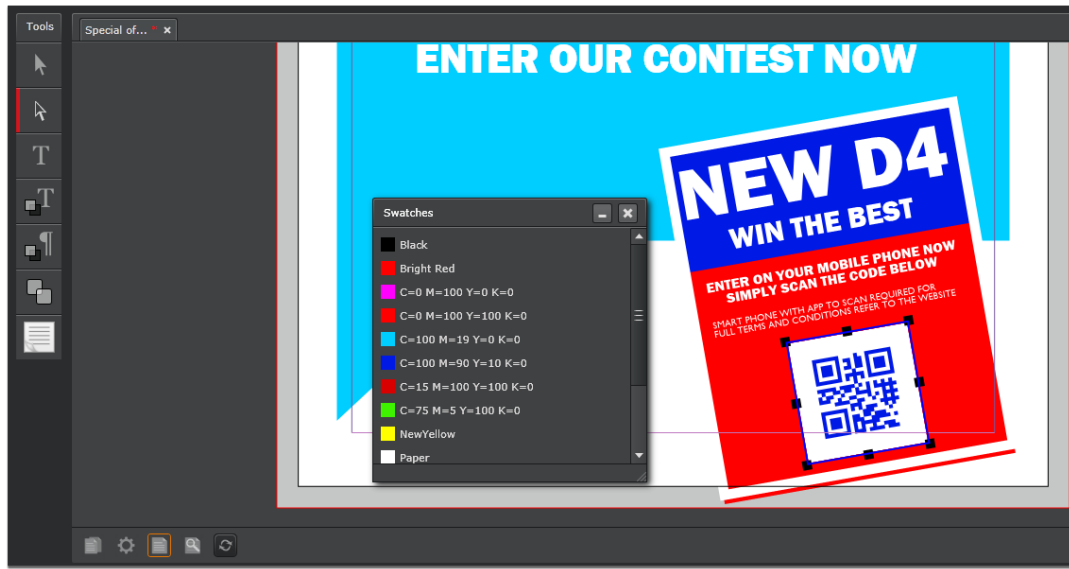 Tools
Special of... * ×
ENTER OUR CONTEST NOW
NEW D4
WIN THE BEST
ENTER ON YOUR MOBILE PHONE NOW
SIMPLY SCAN THE CODE BELOW
SMART PHONE WITH APP TO SCAN REQUIRED FOR
FULL TERMS AND CONDITIONS REFER TO THE WEBSITE
Swatches
Black
Bright Red
C=0 M=100 Y=0 K=0
C=0 M=100 Y=100 K=0
C=100 M=19 Y=0 K=0
C=100 M=90 Y=10 K=0
C=15 M=100 Y=100 K=0
C=75 M=5 Y=100 K=0
NewYellow
Paper